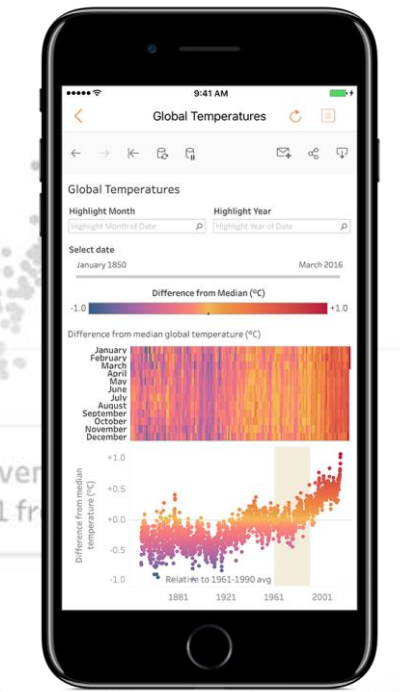 9:41 AM
Global Temperatures
Global Temperatures
Highlight Month Highlight Year
Highlight Month of Date Highlight Year of Date
Select date
January 1850 March 2016
Difference from Median (ºC)
-1.0 +1.0
Difference from median global temperature (ºC)
January
February
March
April
May
June
July
August
September
October
November
December
+1.0
+0.5
+0.0
-0.5
-1.0
Difference from median
temperature (ºC)
Relative to 1961-1990 avg
1881 1921 1961 2001
ver
1 fr